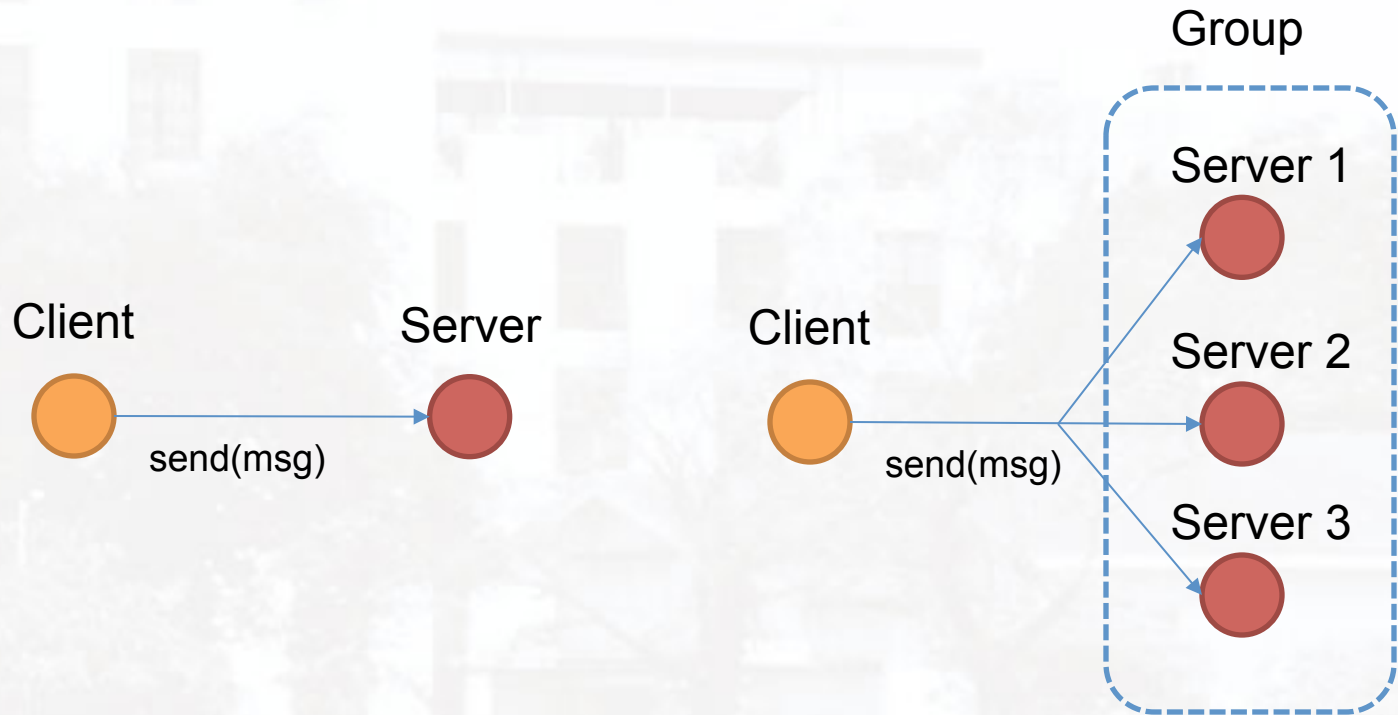 Group
Server 1
Client
Server
Client
Server 2
send(msg)
send(msg)
Server 3